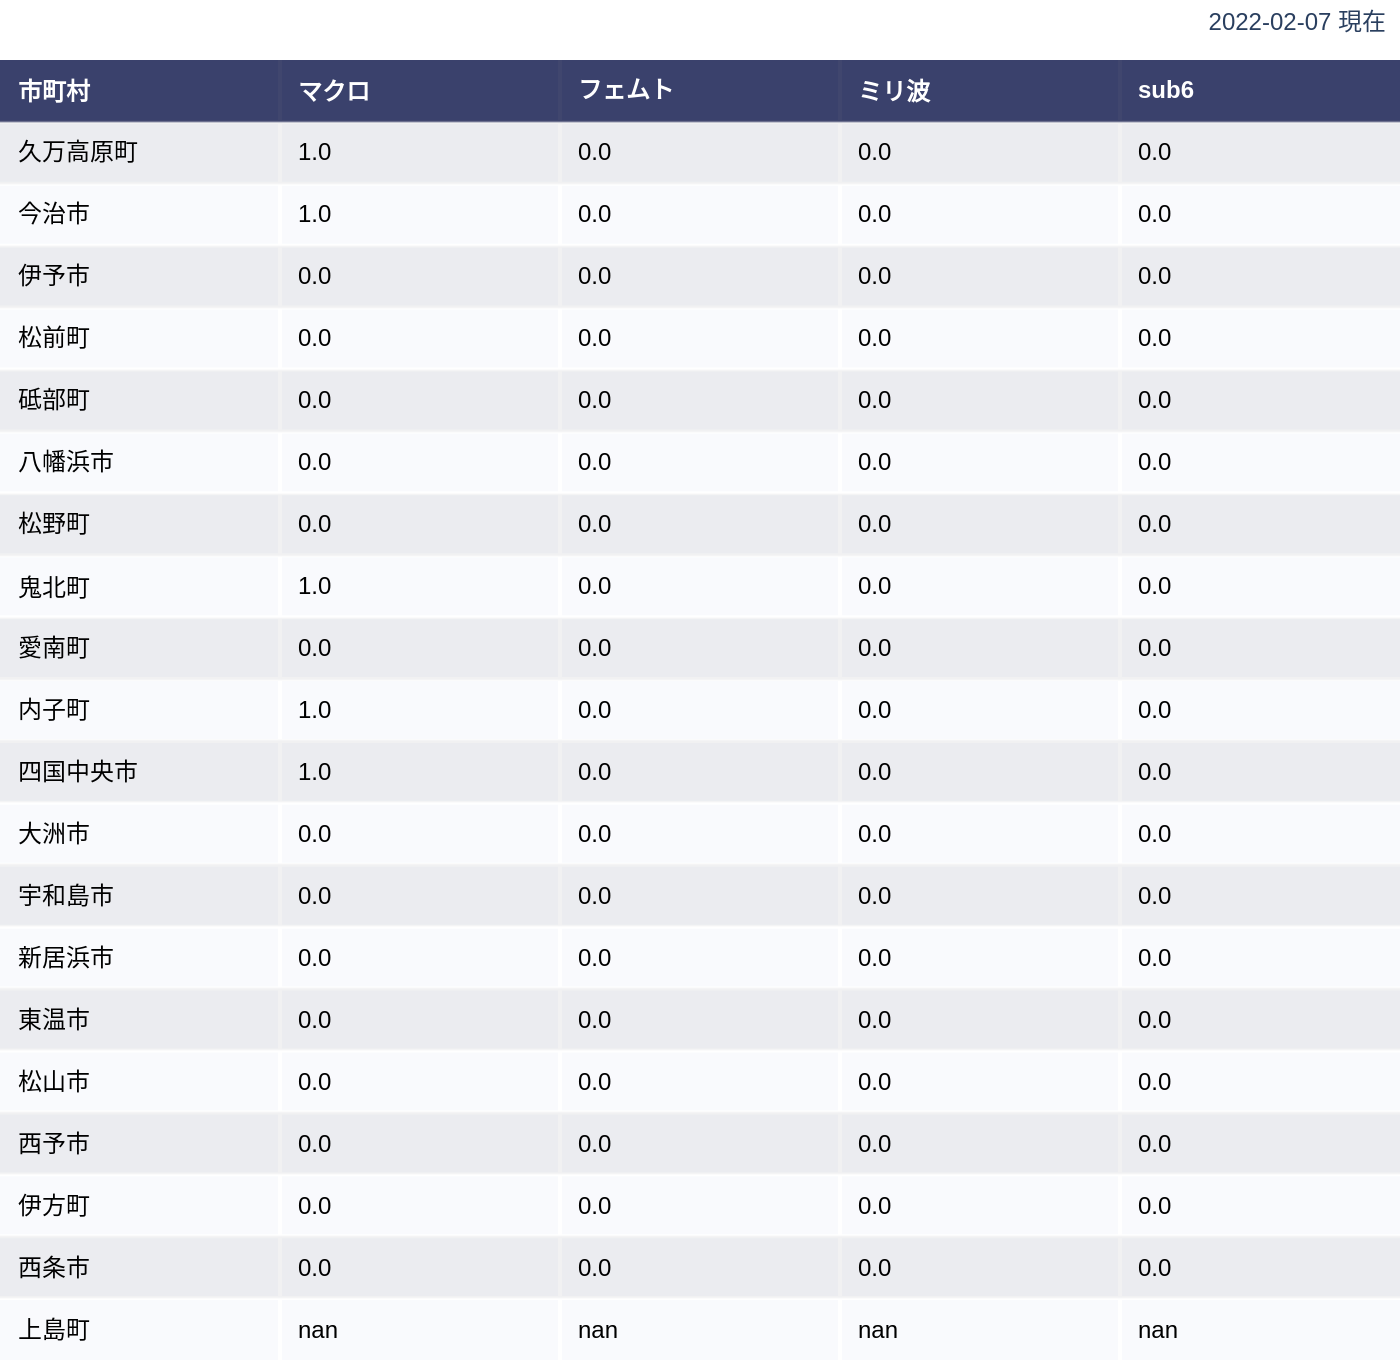 2022-02-07 現在
市町村 マクロ フェムト ミリ波 sub6
久万高原町 1.0 0.0 0.0 0.0
今治市 1.0 0.0 0.0 0.0
伊予市 0.0 0.0 0.0 0.0
松前町 0.0 0.0 0.0 0.0
砥部町 0.0 0.0 0.0 0.0
八幡浜市 0.0 0.0 0.0 0.0
松野町 0.0 0.0 0.0 0.0
鬼北町 1.0 0.0 0.0 0.0
愛南町 0.0 0.0 0.0 0.0
内子町 1.0 0.0 0.0 0.0
四国中央市 1.0 0.0 0.0 0.0
大洲市 0.0 0.0 0.0 0.0
宇和島市 0.0 0.0 0.0 0.0
新居浜市 0.0 0.0 0.0 0.0
東温市 0.0 0.0 0.0 0.0
松山市 0.0 0.0 0.0 0.0
西予市 0.0 0.0 0.0 0.0
伊方町 0.0 0.0 0.0 0.0
西条市 0.0 0.0 0.0 0.0
上島町 nan nan nan nan